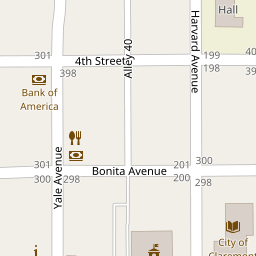 Hall
Harvard Avenue
Alley 40
301
4th Street
199
40
398
198
Bank of
America
Yale Avenue
301
201
300
300
298
Bonita Avenue
200
298
City of
Claremont